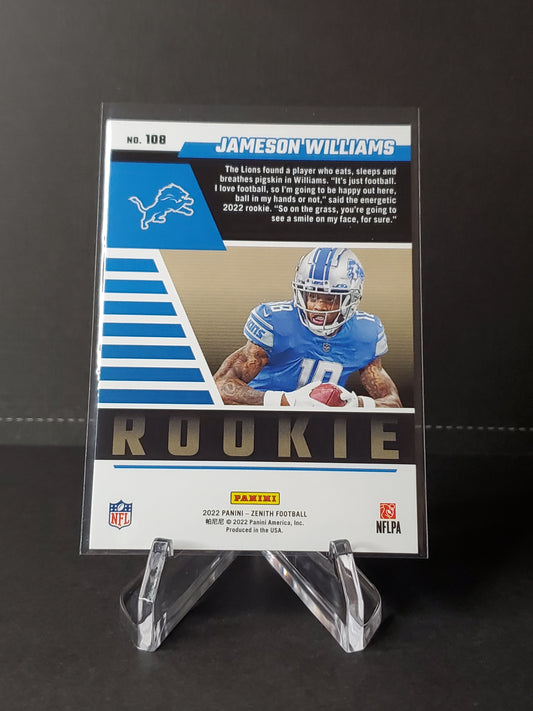 NO. 108
JAMESON WILLIAMS
The Lions found a player who eats, sleeps and
breathes pigskin in Williams. “It’s just football.
I love football, so I’m going to be happy out here,
ball in my hands or not,” said the energetic
2022 rookie. “So on the grass, you’re going to
see a smile on my face, for sure.”
18
ROOKIE
PANINI
2022 PANINI – ZENITH FOOTBALL
帕尼尼 © 2022 Panini America, Inc.
Produced in the USA.
NFL
NFLPA